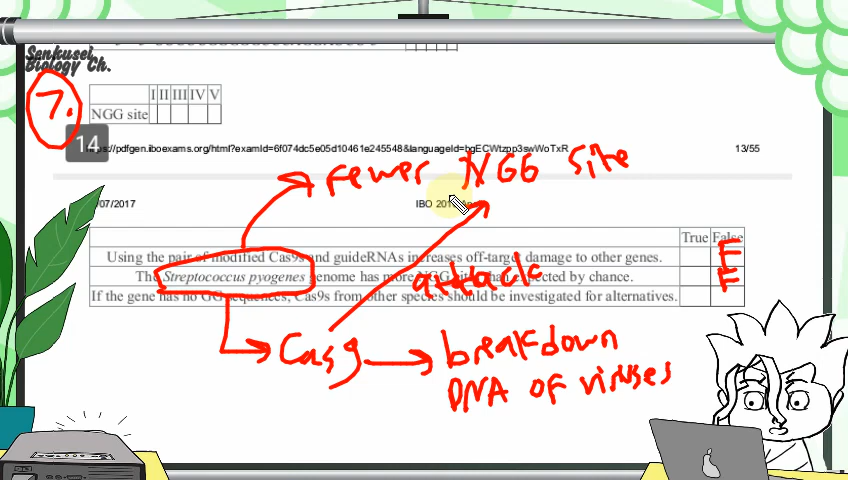 Senkusei
Biology Ch.
7.
I II III IV V
NGG site
14
https://pdfgen.iboexams.org/html?examId=6f074dc5e05d10461e245548&languageId=bgECWtzpp3swWoTxR 13/55
Fewer NGG site
/07/2017 IBO 201
True False
Using the pair of modified Cas9s and guideRNAs increases off-target damage to other genes. F
The Streptococcus pyogenes genome has more NGG sites than expected by chance. F
attack
If the gene has no GG sequences, Cas9s from other species should be investigated for alternatives.
Cas9
breakdown
DNA of viruses